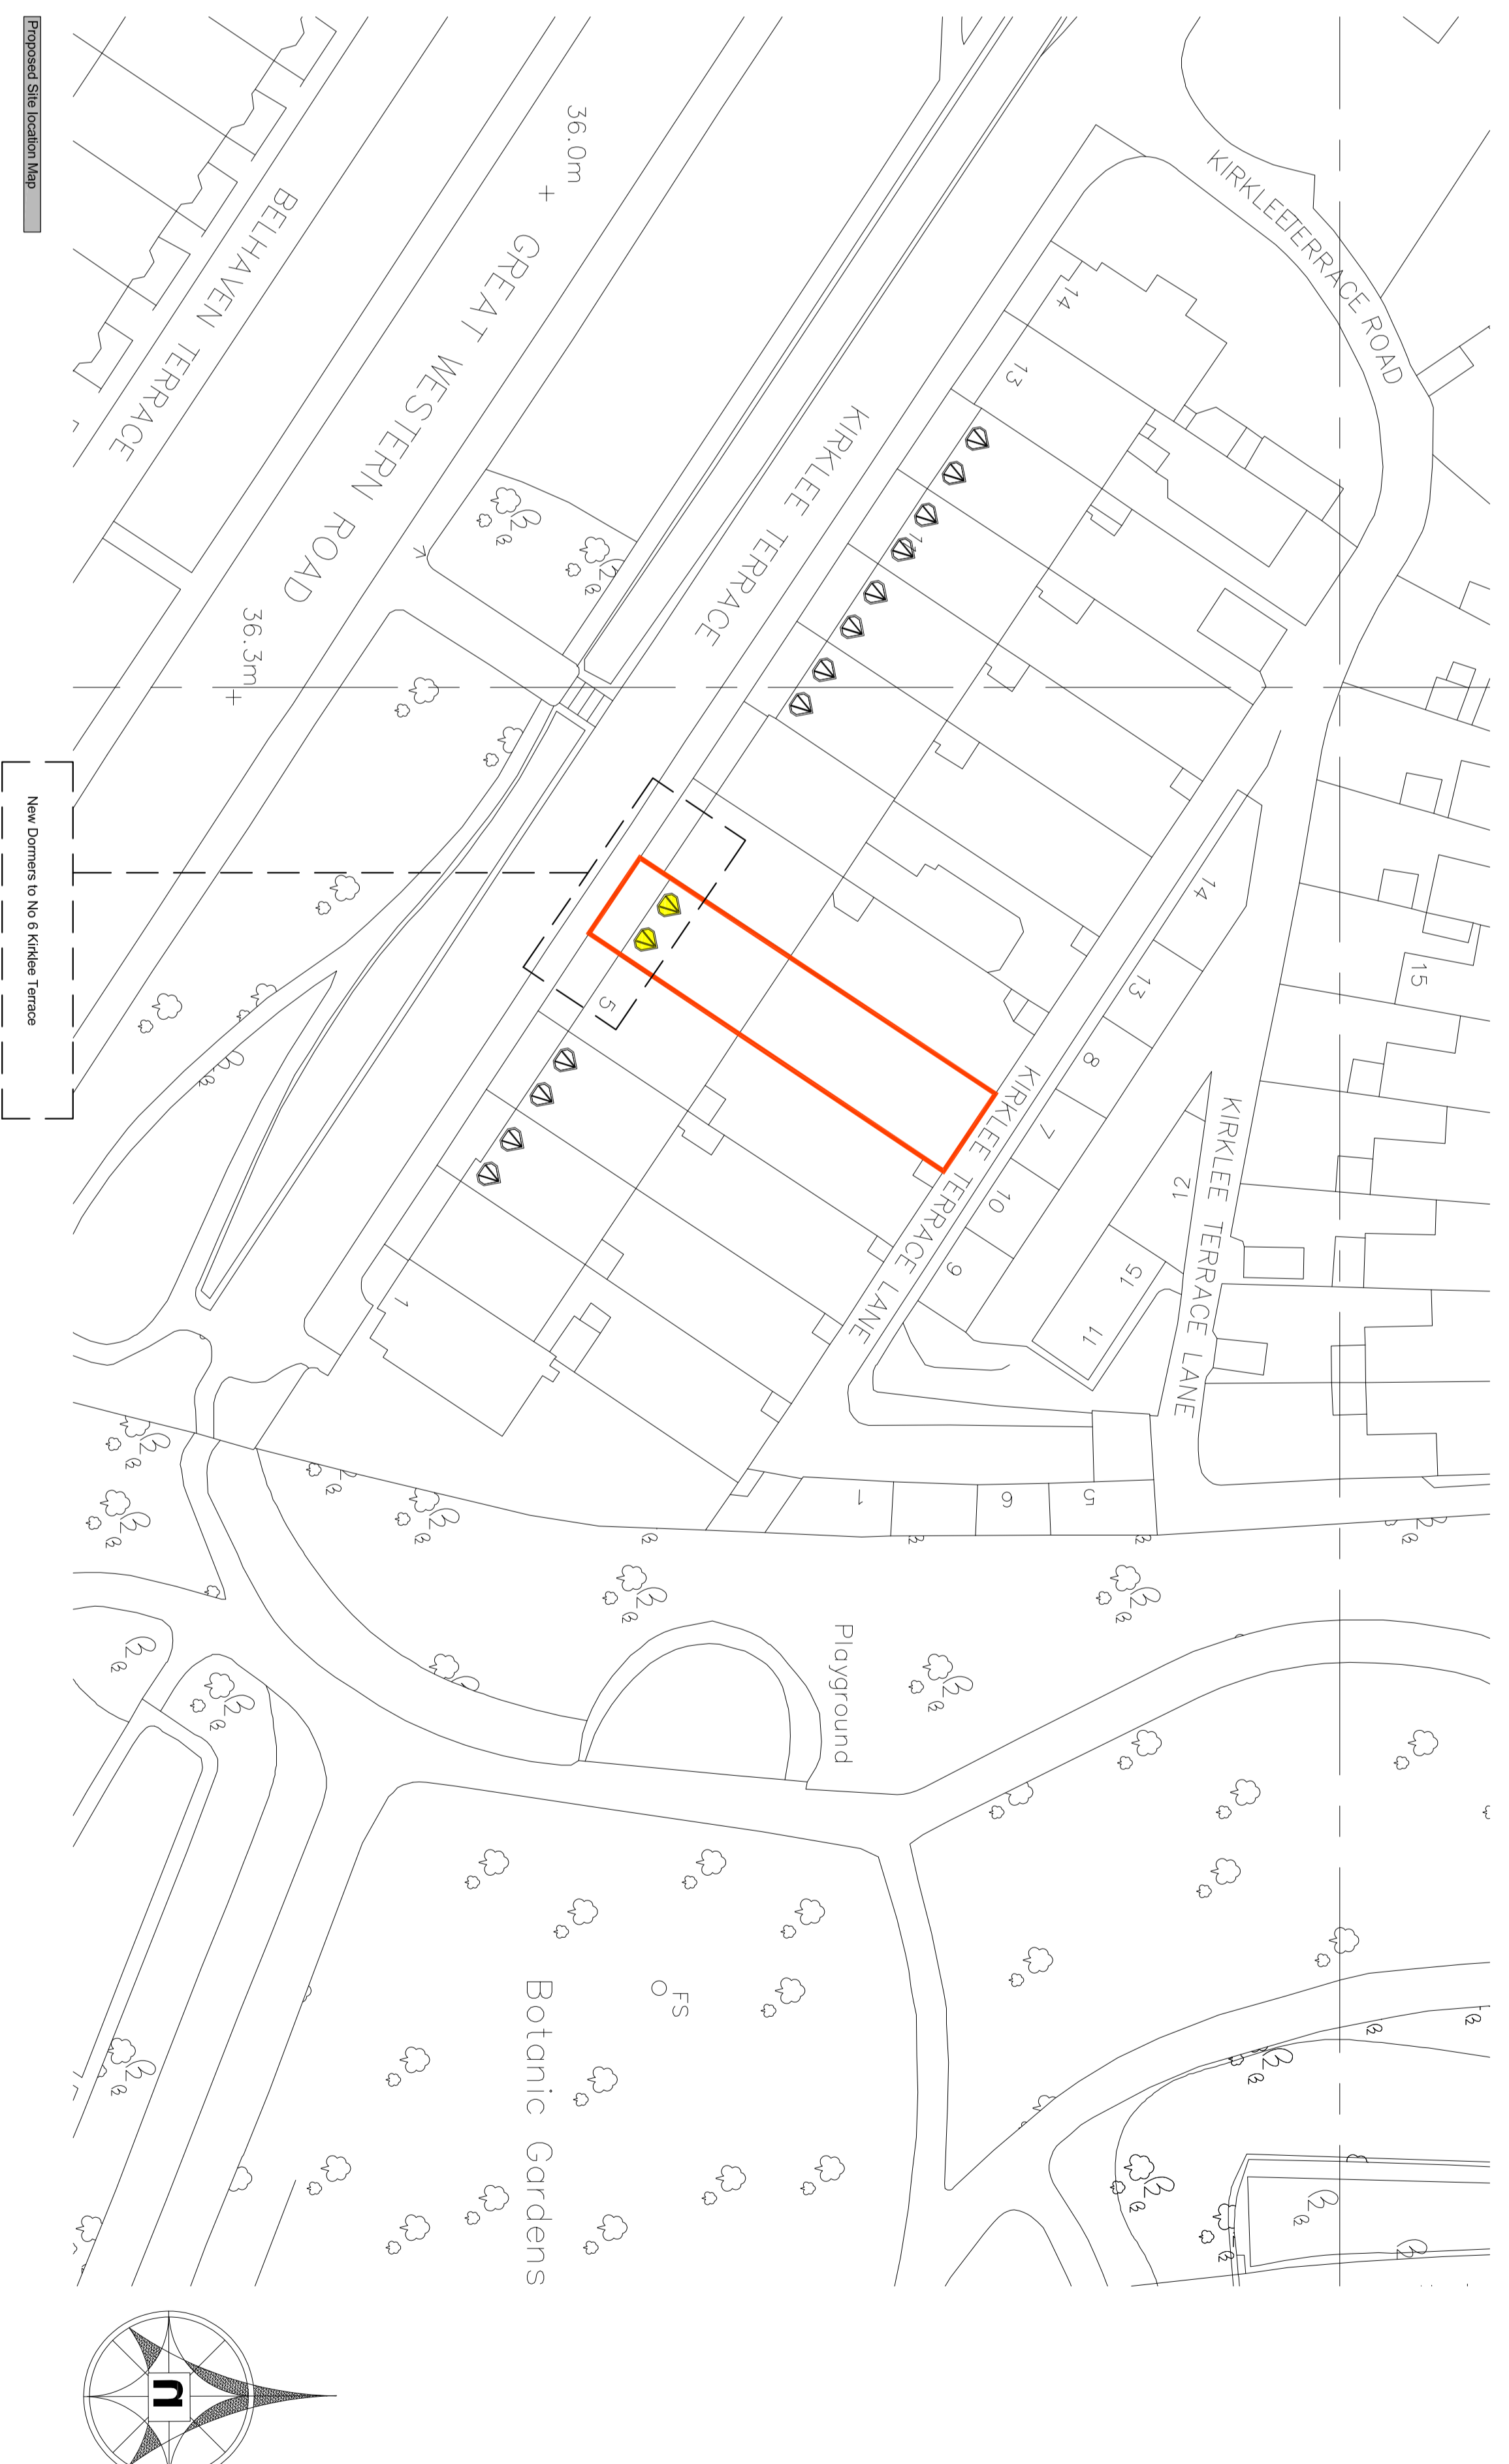 Proposed Site location Map
BELHAVEN TERRACE
36.0m
GREAT WESTERN ROAD
36.3m
KIRKLEE TERRACE
KIRKLEE TERRACE ROAD
14
13
5
1
New Dormers to No 6 Kirklee Terrace
KIRKLEE TERRACE LANE
14
13
8
7
10
9
15
KIRKLEE TERRACE LANE
12
15
11
1
6
5
Playground
FS
Botanic Gardens
n